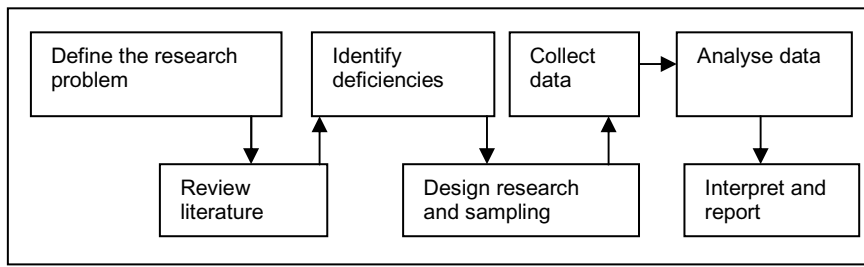 Define the research
problem
Review
literature
Identify
deficiencies
Design research
and sampling
Collect
data
Analyse data
Interpret and
report